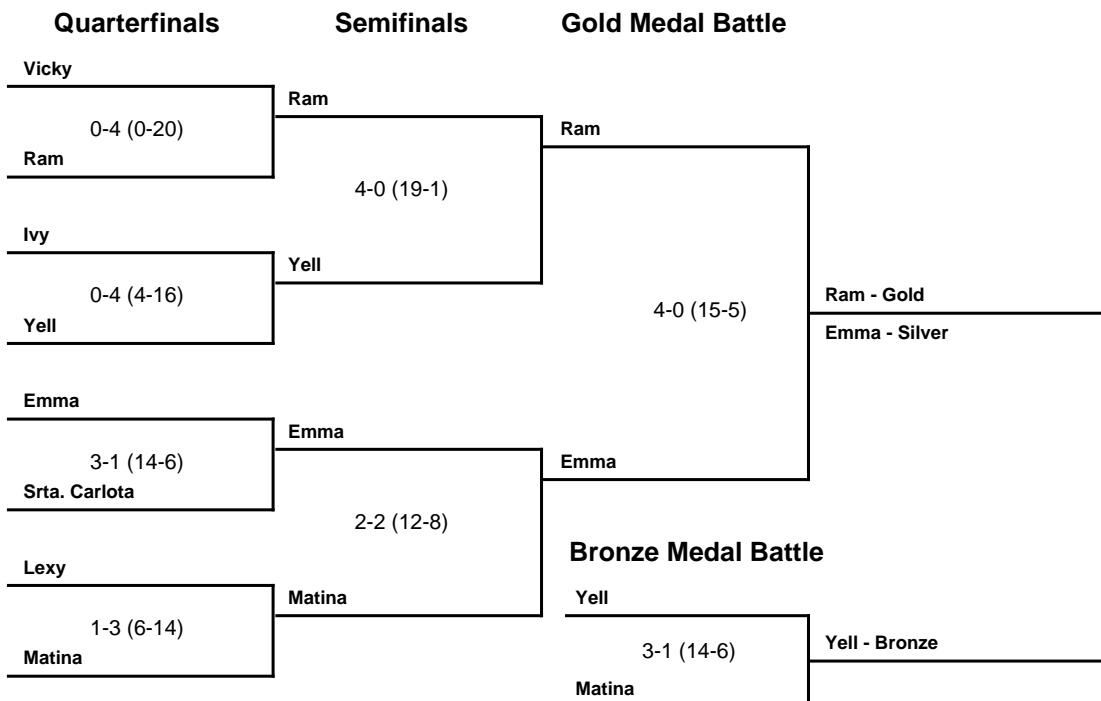 Quarterfinals Semifinals Gold Medal Battle
Vicky
0-4 (0-20)
Ram
Ivy
0-4 (4-16)
Yell
Emma
3-1 (14-6)
Srta. Carlota
Lexy
1-3 (6-14)
Matina
Ram
4-0 (19-1)
Yell
Emma
2-2 (12-8)
Matina
Ram
4-0 (15-5)
Emma
Ram - Gold
Emma - Silver
Bronze Medal Battle
Yell
3-1 (14-6)
Matina
Yell - Bronze